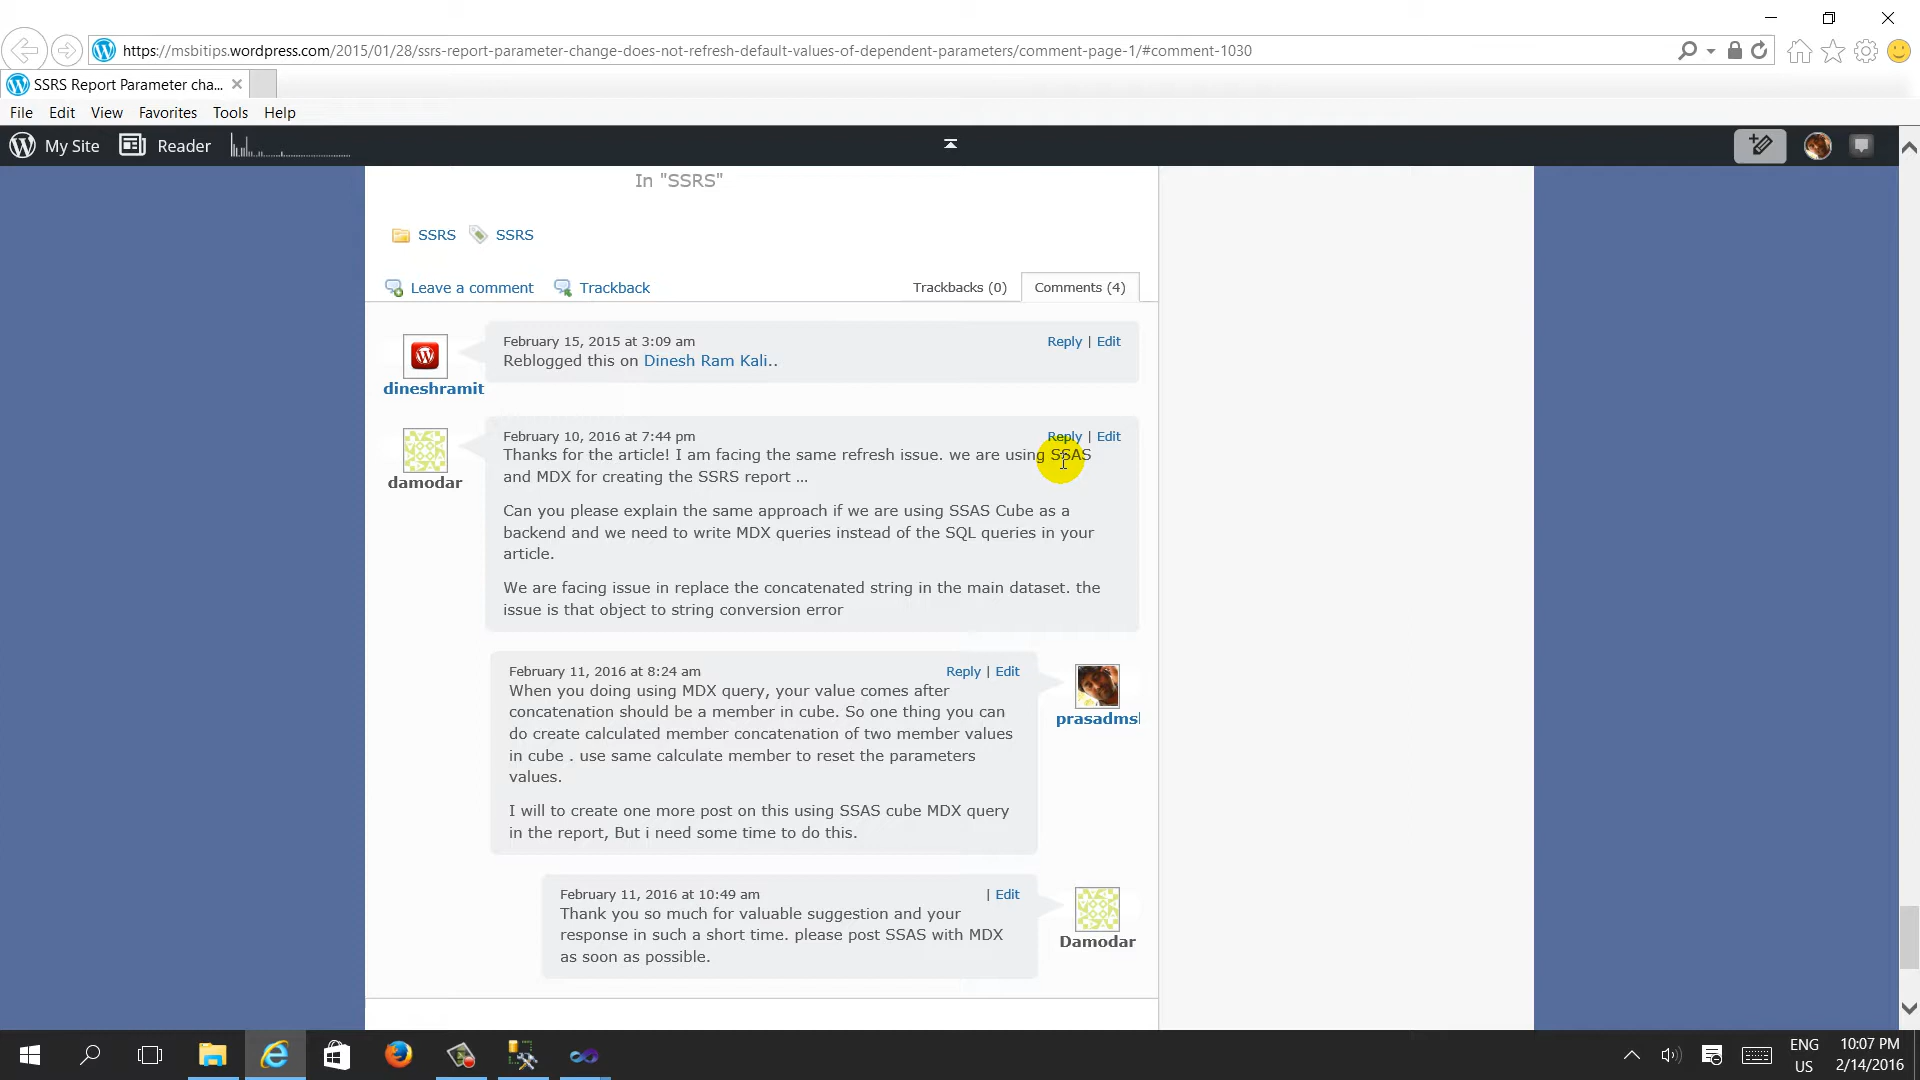 https://msbitips.wordpress.com/2015/01/28/ssrs-report-parameter-change-does-not-refresh-default-values-of-dependent-parameters/comment-page-1/#comment-1030
SSRS Report Parameter cha...
File Edit View Favorites Tools Help
My Site Reader
In "SSRS"
SSRS SSRS
Leave a comment Trackback Trackbacks (0) Comments (4)
February 15, 2015 at 3:09 am Reply | Edit
Reblogged this on Dinesh Ram Kali..
dineshramit
February 10, 2016 at 7:44 pm Reply | Edit
Thanks for the article! I am facing the same refresh issue. we are using SSAS
and MDX for creating the SSRS report ...
damodar
Can you please explain the same approach if we are using SSAS Cube as a
backend and we need to write MDX queries instead of the SQL queries in your
article.
We are facing issue in replace the concatenated string in the main dataset. the
issue is that object to string conversion error
February 11, 2016 at 8:24 am Reply | Edit
When you doing using MDX query, your value comes after
concatenation should be a member in cube. So one thing you can
prasadmsl
do create calculated member concatenation of two member values
in cube . use same calculate member to reset the parameters
values.
I will to create one more post on this using SSAS cube MDX query
in the report, But i need some time to do this.
February 11, 2016 at 10:49 am | Edit
Thank you so much for valuable suggestion and your
response in such a short time. please post SSAS with MDX
Damodar
as soon as possible.
ENG
US
10:07 PM
2/14/2016